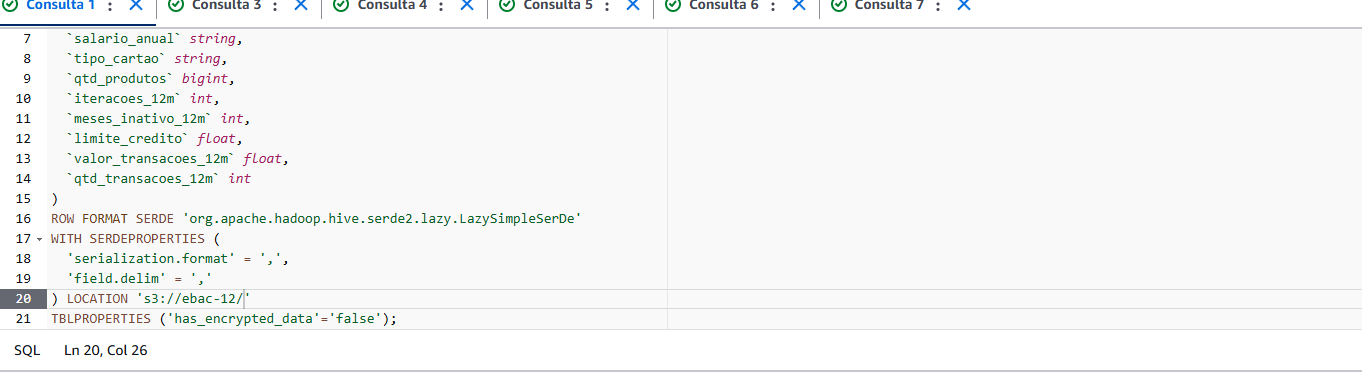 Consulta 1 Consulta 3 Consulta 4 Consulta 5 Consulta 6 Consulta 7
7 `salario_anual` string,
8 `tipo_cartao` string,
9 `qtd_produtos` bigint,
10 `iteracoes_12m` int,
11 `meses_inativo_12m` int,
12 `limite_credito` float,
13 `valor_transacoes_12m` float,
14 `qtd_transacoes_12m` int
15 )
16 ROW FORMAT SERDE 'org.apache.hadoop.hive.serde2.lazy.LazySimpleSerDe'
17 WITH SERDEPROPERTIES (
18 'serialization.format' = ',',
19 'field.delim' = ','
20 ) LOCATION 's3://ebac-12/'
21 TBLPROPERTIES ('has_encrypted_data'='false');
SQL Ln 20, Col 26